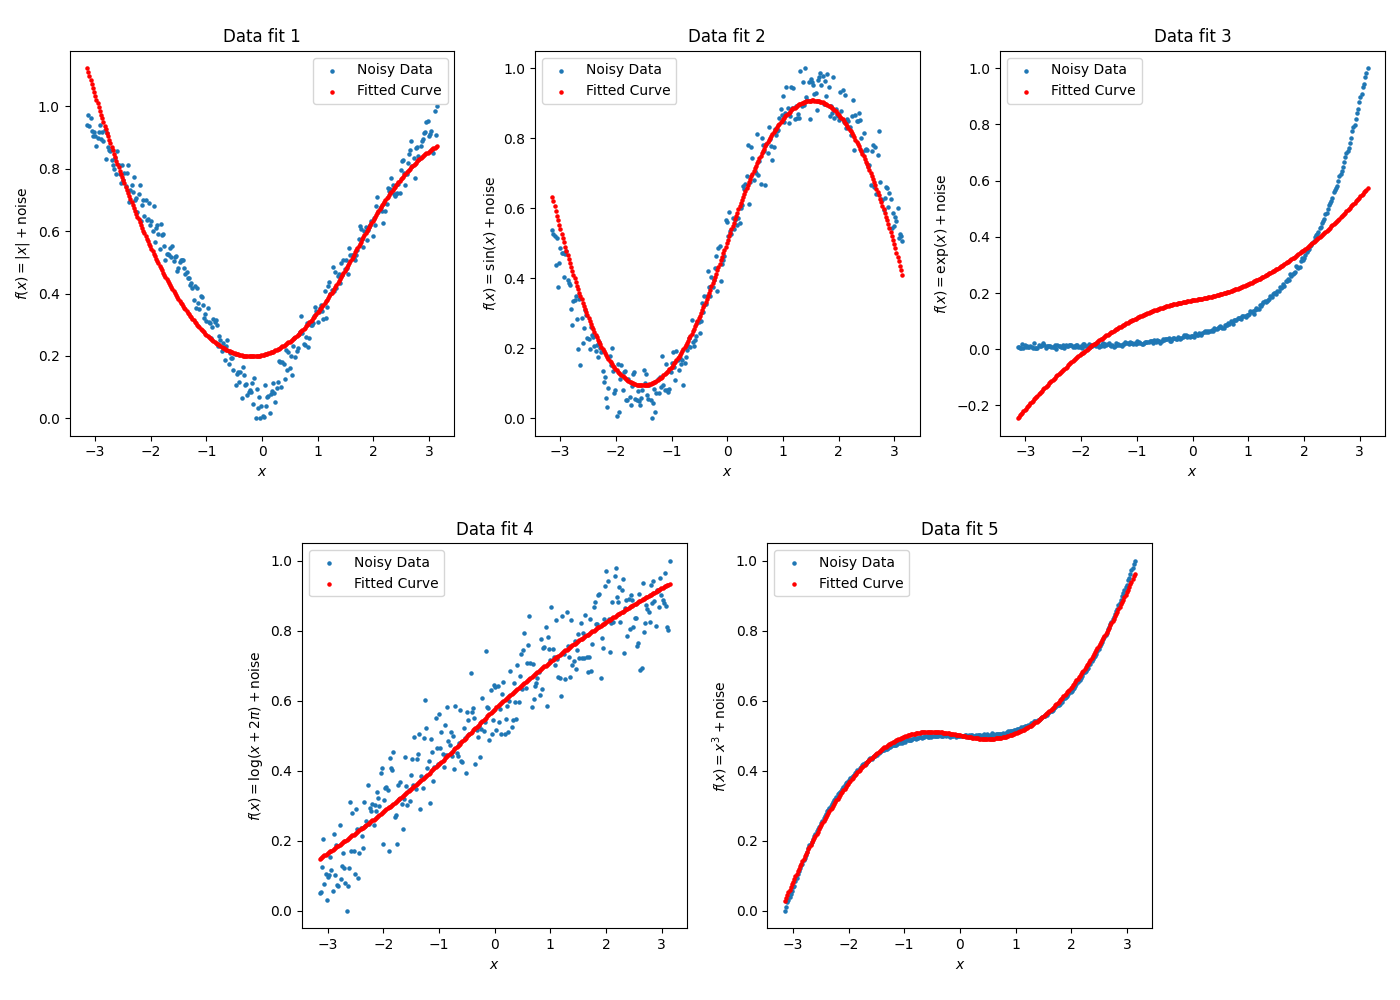 Data fit 1
Noisy Data
Fitted Curve
f(x) = |x| + noise
1.0
0.8
0.6
0.4
0.2
0.0
−3 −2 −1 0 1 2 3
x
Data fit 2
Noisy Data
Fitted Curve
f(x) = sin(x) + noise
1.0
0.8
0.6
0.4
0.2
0.0
−3 −2 −1 0 1 2 3
x
Data fit 3
Noisy Data
Fitted Curve
f(x) = exp(x) + noise
1.0
0.8
0.6
0.4
0.2
0.0
−0.2
−3 −2 −1 0 1 2 3
x
Data fit 4
Noisy Data
Fitted Curve
f(x) = log(x + 2π) + noise
1.0
0.8
0.6
0.4
0.2
0.0
−3 −2 −1 0 1 2 3
x
Data fit 5
Noisy Data
Fitted Curve
f(x) = x³ + noise
1.0
0.8
0.6
0.4
0.2
0.0
−3 −2 −1 0 1 2 3
x